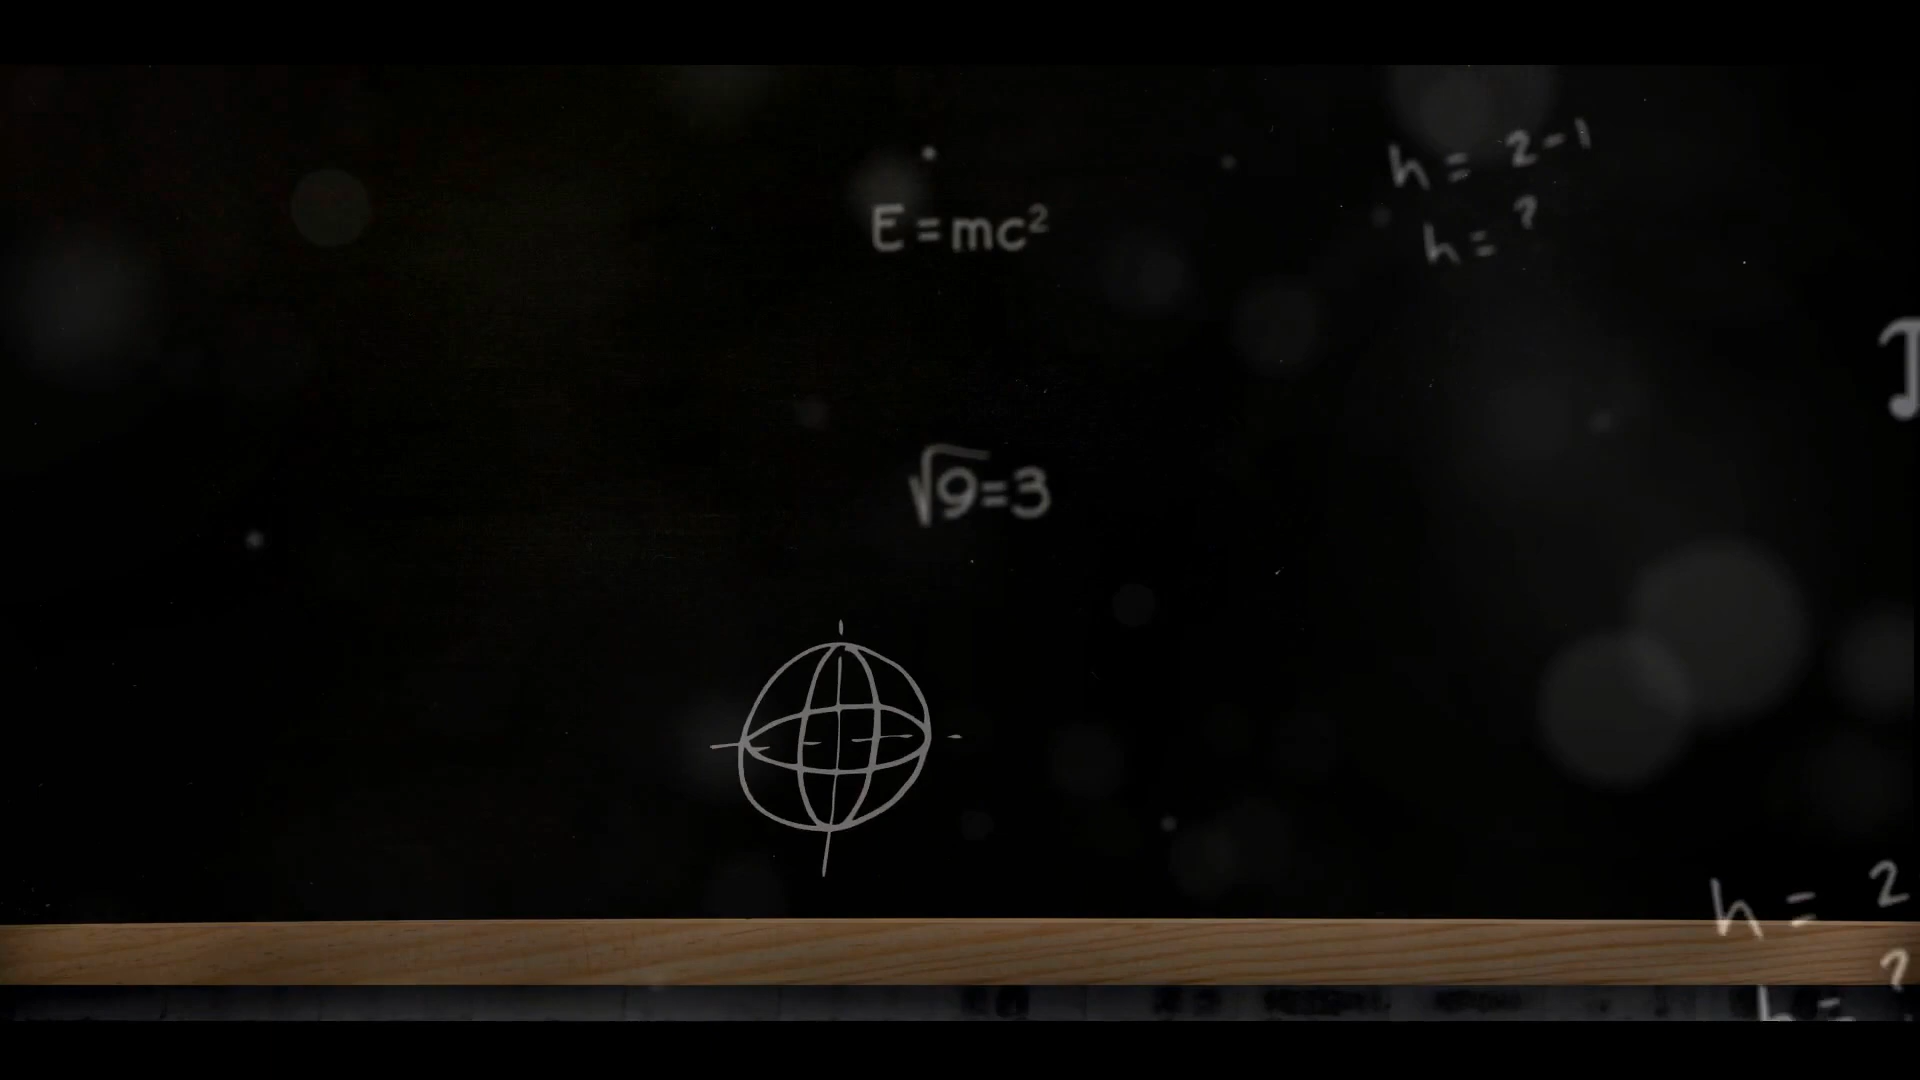 E = mc²
h = 2-1
h = ?
√9=3
h = 2
?
h =